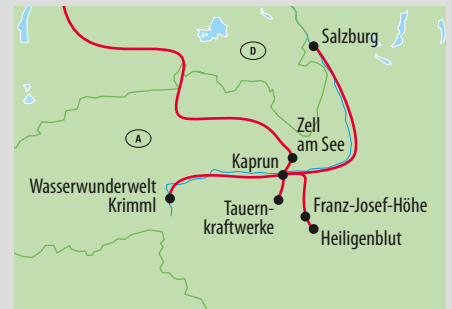 Salzburg
D
A
Zell
am See
Kaprun
Wasserwunderwelt
Krimml
Tauern-
kraftwerke
Franz-Josef-Höhe
Heiligenblut